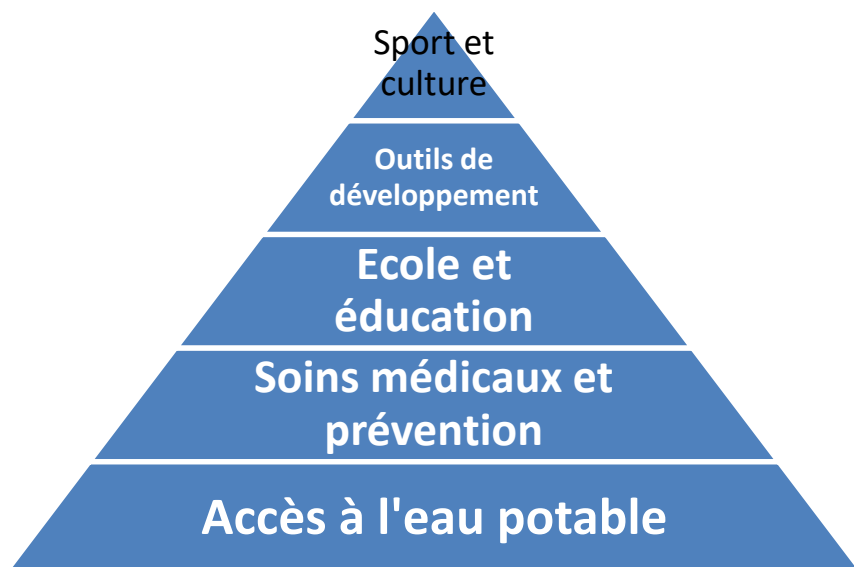 Sport et
culture
Outils de
développement
Ecole et
éducation
Soins médicaux et
prévention
Accès à l'eau potable